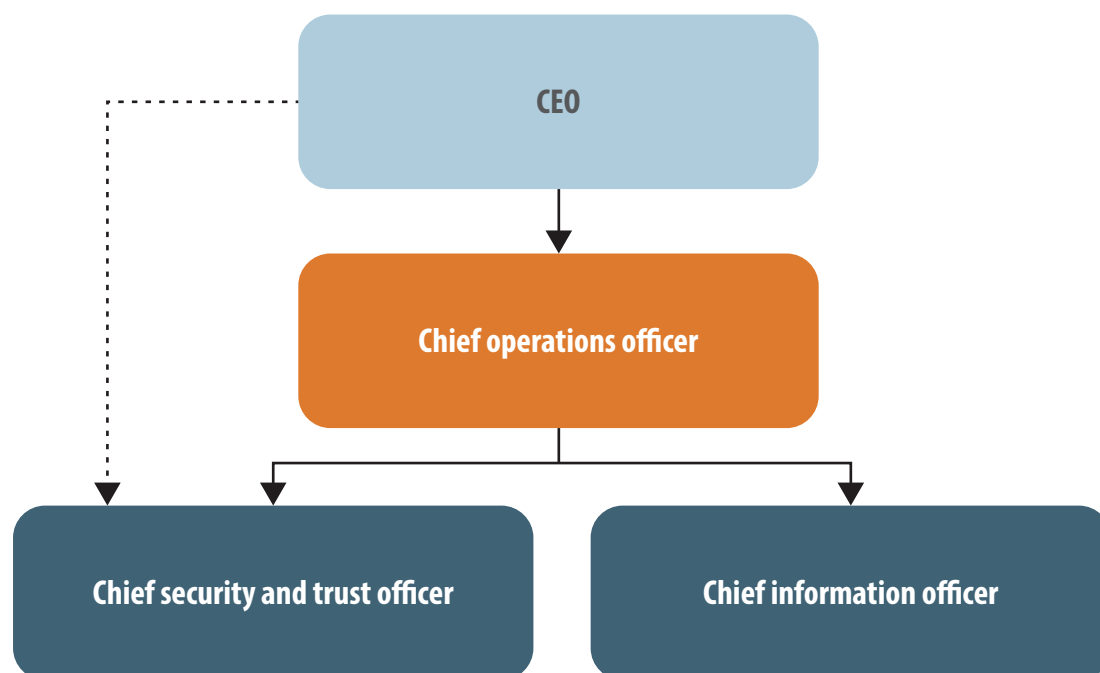 CEO
Chief operations officer
Chief security and trust officer
Chief information officer